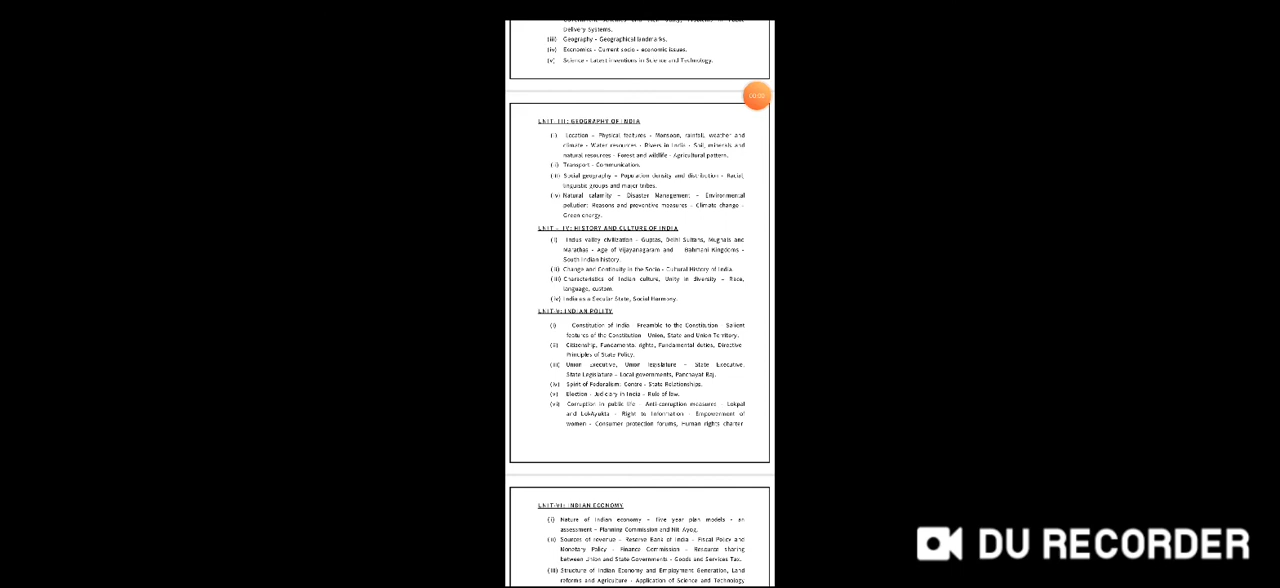 Delivery Systems.
(iii) Geography - Geographical landmarks.
(iv) Economics - Current socio - economic issues.
(v) Science - Latest inventions in Science and Technology.
00:00
UNIT- III: GEOGRAPHY OF INDIA
(i) Location – Physical features - Monsoon, rainfall, weather and
climate - Water resources - Rivers in India - Soil, minerals and
natural resources - Forest and wildlife - Agricultural pattern.
(ii) Transport - Communication.
(iii) Social geography – Population density and distribution - Racial,
linguistic groups and major tribes.
(iv) Natural calamity – Disaster Management – Environmental
pollution: Reasons and preventive measures – Climate change –
Green energy.
UNIT – IV: HISTORY AND CULTURE OF INDIA
(i) Indus valley civilization - Guptas, Delhi Sultans, Mughals and
Marathas - Age of Vijayanagaram and Bahmani Kingdoms -
South Indian history.
(ii) Change and Continuity in the Socio - Cultural History of India.
(iii) Characteristics of Indian culture, Unity in diversity – Race,
language, custom.
(iv) India as a Secular State, Social Harmony.
UNIT-V: INDIAN POLITY
(i) Constitution of India - Preamble to the Constitution - Salient
features of the Constitution - Union, State and Union Territory.
(ii) Citizenship, Fundamental rights, Fundamental duties, Directive
Principles of State Policy.
(iii) Union Executive, Union legislature – State Executive,
State Legislature – Local governments, Panchayat Raj.
(iv) Spirit of Federalism: Centre - State Relationships.
(v) Election - Judiciary in India – Rule of law.
(vi) Corruption in public life – Anti-corruption measures – Lokpal
and LokAyukta - Right to Information - Empowerment of
women - Consumer protection forums, Human rights charter.
UNIT-VI: INDIAN ECONOMY
(i) Nature of Indian economy – Five year plan models - an
assessment – Planning Commission and Niti Ayog.
(ii) Sources of revenue – Reserve Bank of India – Fiscal Policy and
Monetary Policy - Finance Commission – Resource sharing
between Union and State Governments - Goods and Services Tax.
(iii) Structure of Indian Economy and Employment Generation, Land
reforms and Agriculture - Application of Science and Technology
DU RECORDER